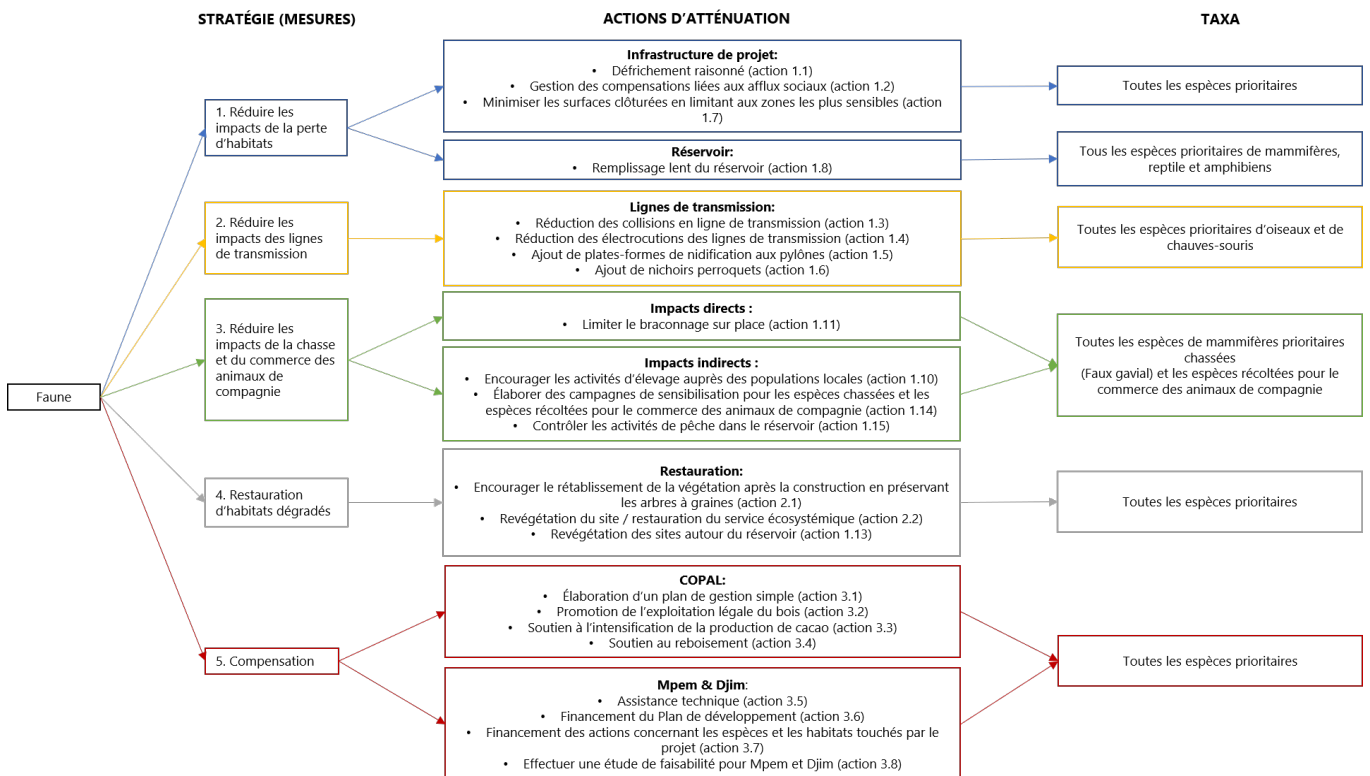 STRATÉGIE (MESURES)
ACTIONS D'ATTÉNUATION
TAXA
Faune
1. Réduire les
impacts de la perte
d'habitats
Infrastructure de projet:
• Défrichement raisonné (action 1.1)
• Gestion des compensations liées aux afflux sociaux (action 1.2)
• Minimiser les surfaces clôturées en limitant aux zones les plus sensibles (action
1.7)
Toutes les espèces prioritaires
Réservoir:
• Remplissage lent du réservoir (action 1.8)
Tous les espèces prioritaires de mammifères,
reptile et amphibiens
2. Réduire les
impacts des lignes
de transmission
Lignes de transmission:
• Réduction des collisions en ligne de transmission (action 1.3)
• Réduction des électrocutions des lignes de transmission (action 1.4)
• Ajout de plates-formes de nidification aux pylônes (action 1.5)
• Ajout de nichoirs perroquets (action 1.6)
Toutes les espèces prioritaires d'oiseaux et de
chauves-souris
3. Réduire les
impacts de la chasse
et du commerce des
animaux de
compagnie
Impacts directs :
• Limiter le braconnage sur place (action 1.11)
Impacts indirects :
• Encourager les activités d'élevage auprès des populations locales (action 1.10)
• Élaborer des campagnes de sensibilisation pour les espèces chassées et les
espèces récoltées pour le commerce des animaux de compagnie (action 1.14)
• Contrôler les activités de pêche dans le réservoir (action 1.15)
Toutes les espèces de mammifères prioritaires
chassées
(Faux gavial) et les espèces récoltées pour le
commerce des animaux de compagnie
4. Restauration
d'habitats dégradés
Restauration:
• Encourager le rétablissement de la végétation après la construction en préservant
les arbres à graines (action 2.1)
• Revégétation du site / restauration du service écosystémique (action 2.2)
• Revégétation des sites autour du réservoir (action 1.13)
Toutes les espèces prioritaires
5. Compensation
COPAL:
• Élaboration d'un plan de gestion simple (action 3.1)
• Promotion de l'exploitation légale du bois (action 3.2)
• Soutien à l'intensification de la production de cacao (action 3.3)
• Soutien au reboisement (action 3.4)
Mpem & Djim:
• Assistance technique (action 3.5)
• Financement du Plan de développement (action 3.6)
• Financement des actions concernant les espèces et les habitats touchés par le
projet (action 3.7)
• Effectuer une étude de faisabilité pour Mpem et Djim (action 3.8)
Toutes les espèces prioritaires